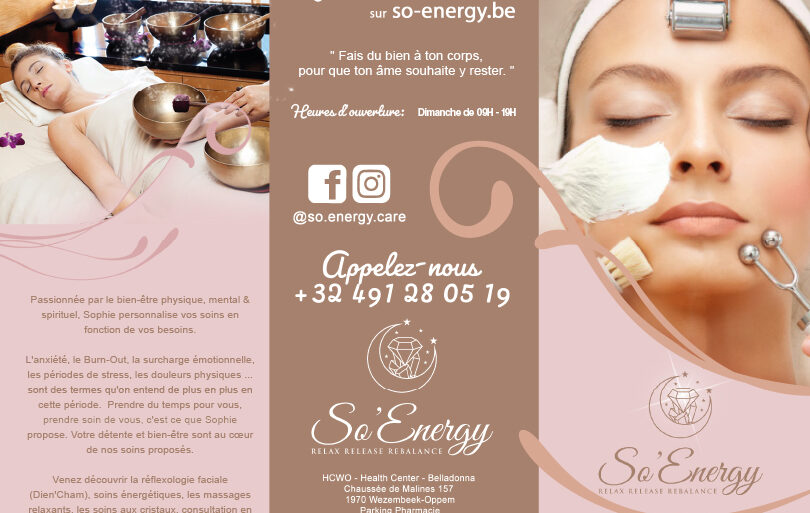 Passionnée par le bien-être physique, mental &
spirituel, Sophie personnalise vos soins en
fonction de vos besoins.
L'anxiété, le Burn-Out, la surcharge émotionnelle,
les périodes de stress, les douleurs physiques ...
sont des termes qu'on entend de plus en plus en
cette période. Prendre du temps pour vous,
prendre soin de vous, c'est ce que Sophie
propose. Votre détente et bien-être sont au cœur
de nos soins proposés.
Venez découvrir la réflexologie faciale
(Dien'Cham), soins énergétiques, les massages
relaxants, les soins aux cristaux, consultation en
sur so-energy.be
" Fais du bien à ton corps,
pour que ton âme souhaite y rester. "
Heures d'ouverture: Dimanche de 09H - 19H
@so.energy.care
Appelez-nous
+32 491 28 05 19
So'Energy
RELAX RELEASE REBALANCE
HCWO - Health Center - Belladonna
Chaussée de Malines 157
1970 Wezembeek-Oppem
Parking Pharmacie
So'Energy
RELAX RELEASE REBALANCE